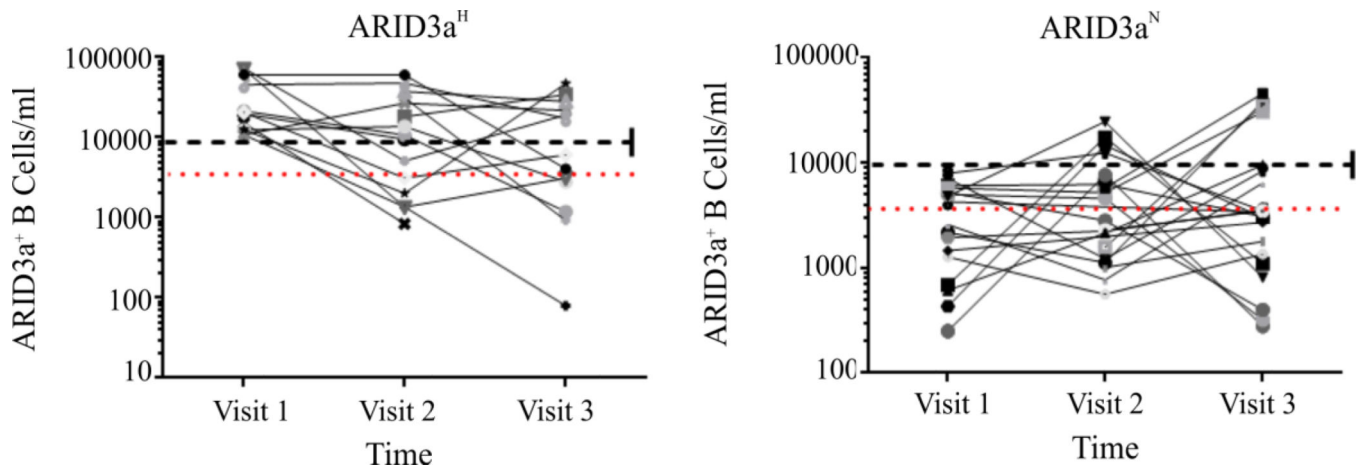 ARID3aᴴ
ARID3a⁺ B Cells/ml
100000
10000
1000
100
10
Visit 1 Visit 2 Visit 3
Time
ARID3aᴺ
ARID3a⁺ B Cells/ml
100000
10000
1000
100
Visit 1 Visit 2 Visit 3
Time